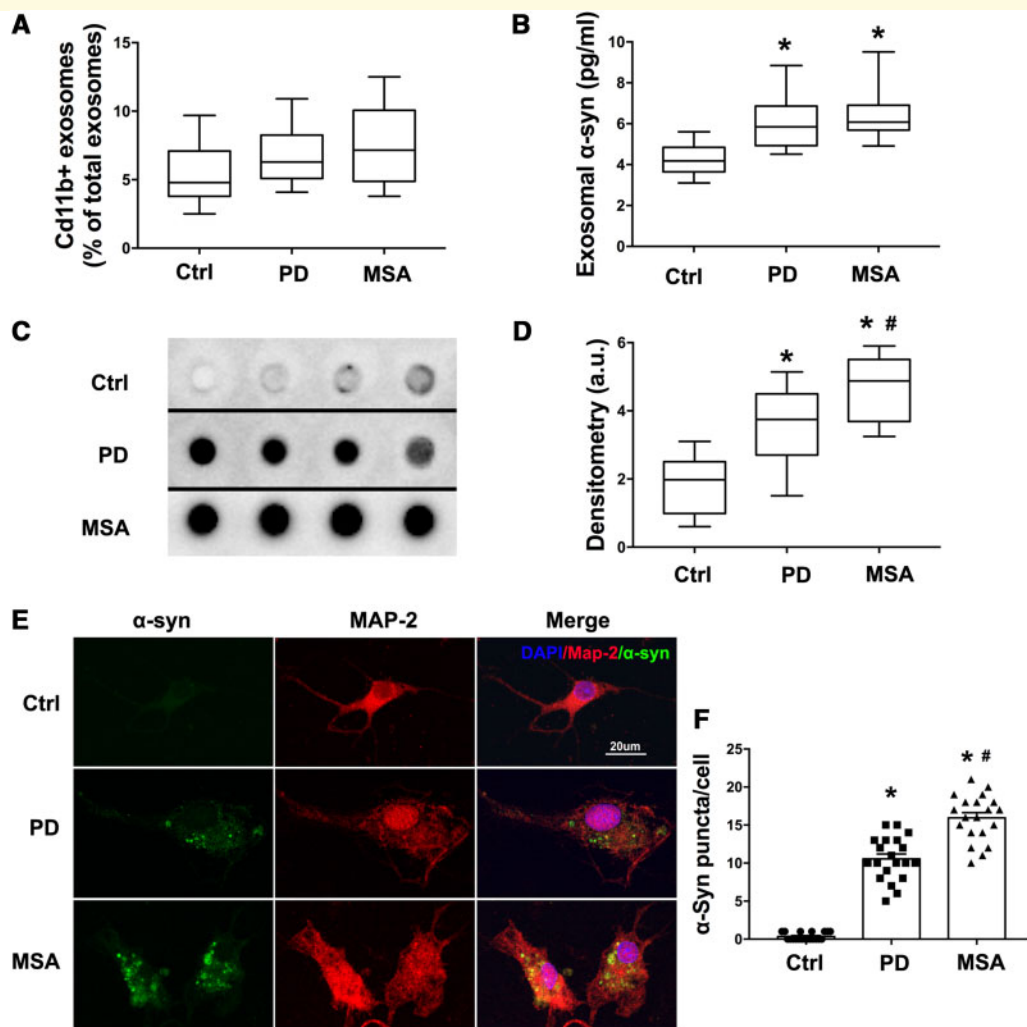 A
Cd11b+ exosomes
(% of total exosomes)
15
10
5
0
Ctrl PD MSA
B
Exosomal α-syn (pg/ml)
10
8
6
4
2
0
* *
Ctrl PD MSA
C
Ctrl
PD
MSA
D
Densitometry (a.u.)
6
4
2
0
* * #
Ctrl PD MSA
E
α-syn MAP-2 Merge
DAPI/Map-2/α-syn
Ctrl
20um
PD
MSA
F
α-Syn puncta/cell
25
20
15
10
5
0
* * #
Ctrl PD MSA